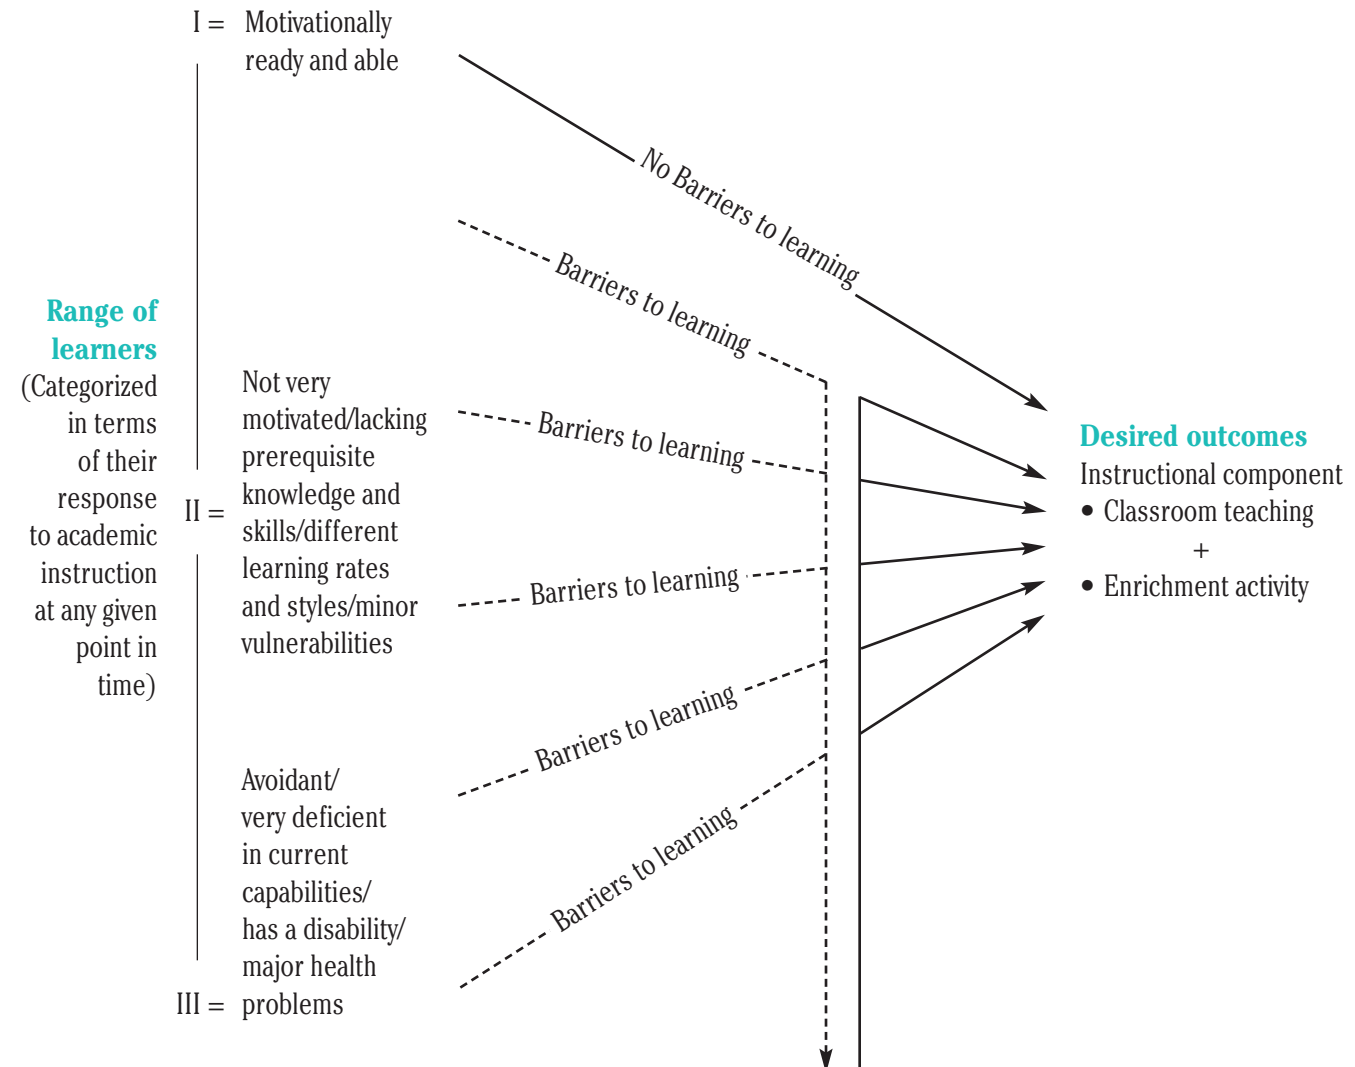 I = Motivationally
ready and able
No Barriers to learning
Barriers to learning
Range of
learners
(Categorized
in terms
of their
response
to academic
instruction
at any given
point in
time)
Not very
motivated/lacking
prerequisite
II = knowledge and
skills/different
learning rates
and styles/minor
vulnerabilities
Barriers to learning
Barriers to learning
Desired outcomes
Instructional component
• Classroom teaching
+
• Enrichment activity
Barriers to learning
Barriers to learning
Avoidant/
very deficient
in current
capabilities/
has a disability/
major health
III = problems